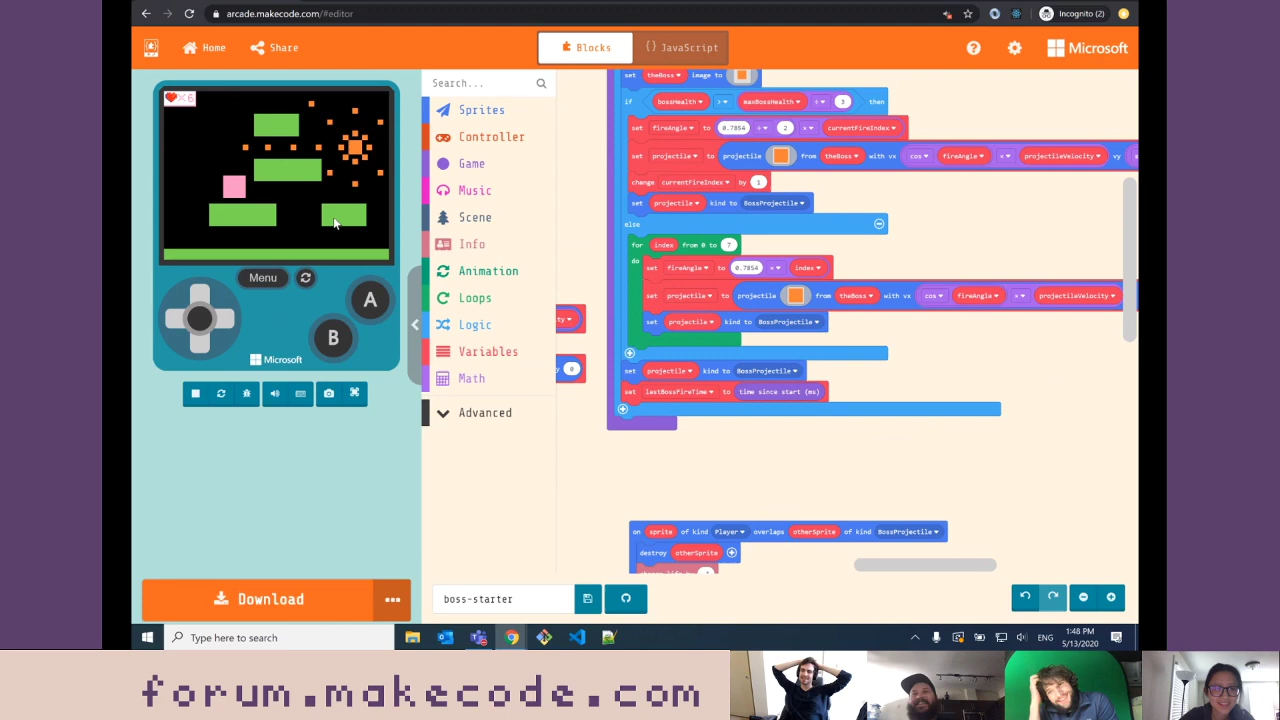 arcade.makecode.com/#editor
Incognito (2)
Home
Share
Blocks
{} JavaScript
Microsoft
×6
Menu
A
B
Microsoft
Search...
Sprites
Controller
Game
Music
Scene
Info
Animation
Loops
Logic
Variables
Math
Advanced
set theBoss image to
if bossHealth > maxBossHealth ÷ 3 then
set fireAngle to 0.7854 ÷ 2 × currentFireIndex
set projectile to projectile from theBoss with vx cos fireAngle × projectileVelocity vy
change currentFireIndex by 1
set projectile kind to BossProjectile
else
for index from 0 to 7
do set fireAngle to 0.7854 × index
set projectile to projectile from theBoss with vx cos fireAngle × projectileVelocity
set projectile kind to BossProjectile
set projectile kind to BossProjectile
set lastBossFireTime to time since start (ms)
0
on sprite of kind Player overlaps otherSprite of kind BossProjectile
destroy otherSprite
Download
boss-starter
Type here to search
ENG
1:48 PM
5/13/2020
forum.makecode.com